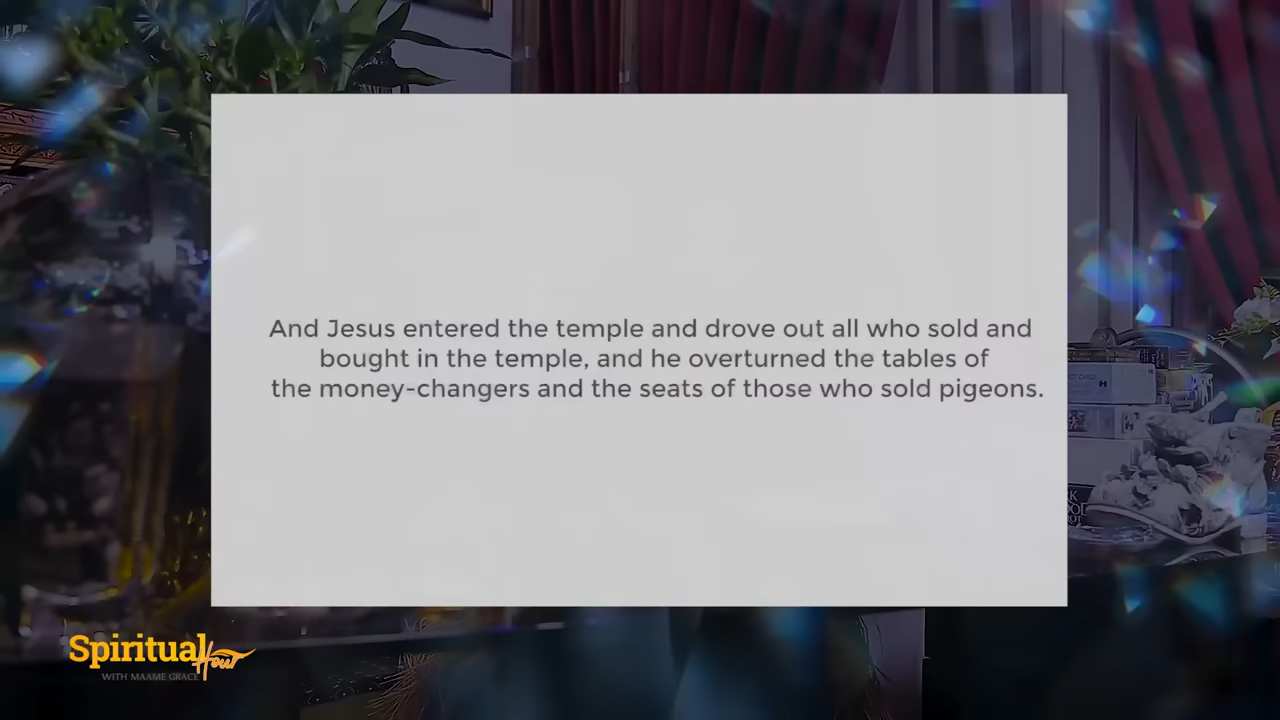 And Jesus entered the temple and drove out all who sold and
bought in the temple, and he overturned the tables of
the money-changers and the seats of those who sold pigeons.
Spiritual Hour
WITH MAAME GRACE